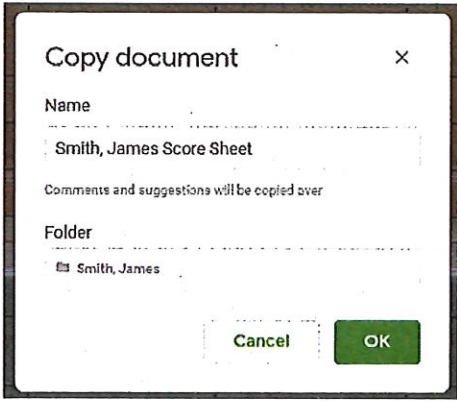 Copy document
Name
Smith, James Score Sheet
Comments and suggestions will be copied over
Folder
Smith, James
Cancel
OK